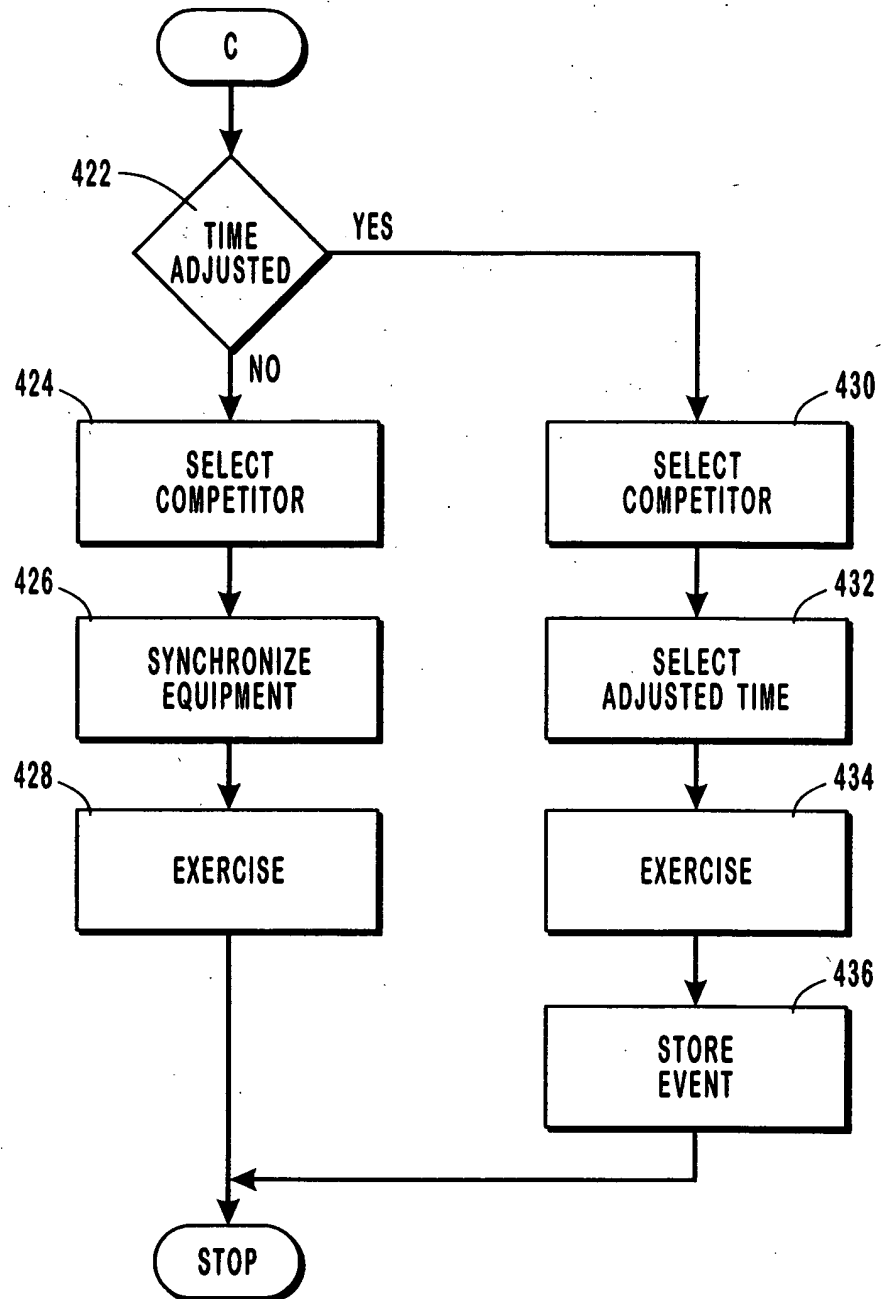 C
422
TIME
ADJUSTED
YES
NO
424
SELECT
COMPETITOR
430
SELECT
COMPETITOR
426
SYNCHRONIZE
EQUIPMENT
432
SELECT
ADJUSTED TIME
428
EXERCISE
434
EXERCISE
436
STORE
EVENT
STOP